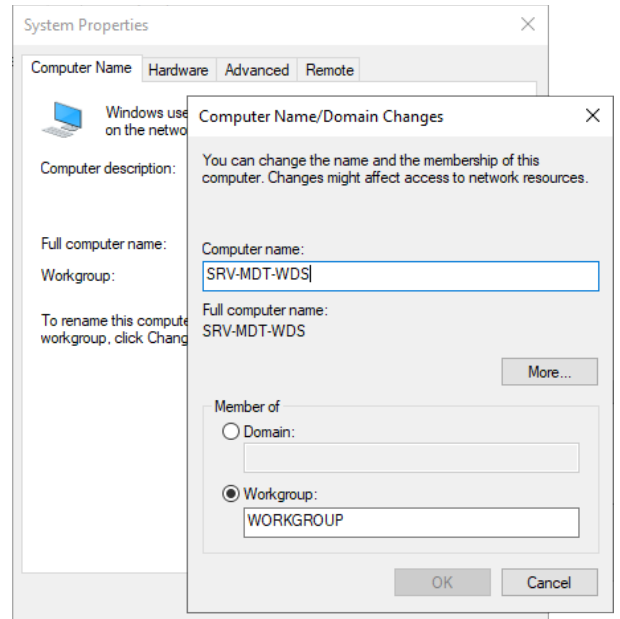 System Properties
Computer Name Hardware Advanced Remote
Windows use
on the netwo
Computer description:
Full computer name:
Workgroup:
To rename this compute
workgroup, click Chang
Computer Name/Domain Changes
You can change the name and the membership of this
computer. Changes might affect access to network resources.
Computer name:
SRV-MDT-WDS
Full computer name:
SRV-MDT-WDS
More...
Member of
Domain:
Workgroup:
WORKGROUP
OK Cancel